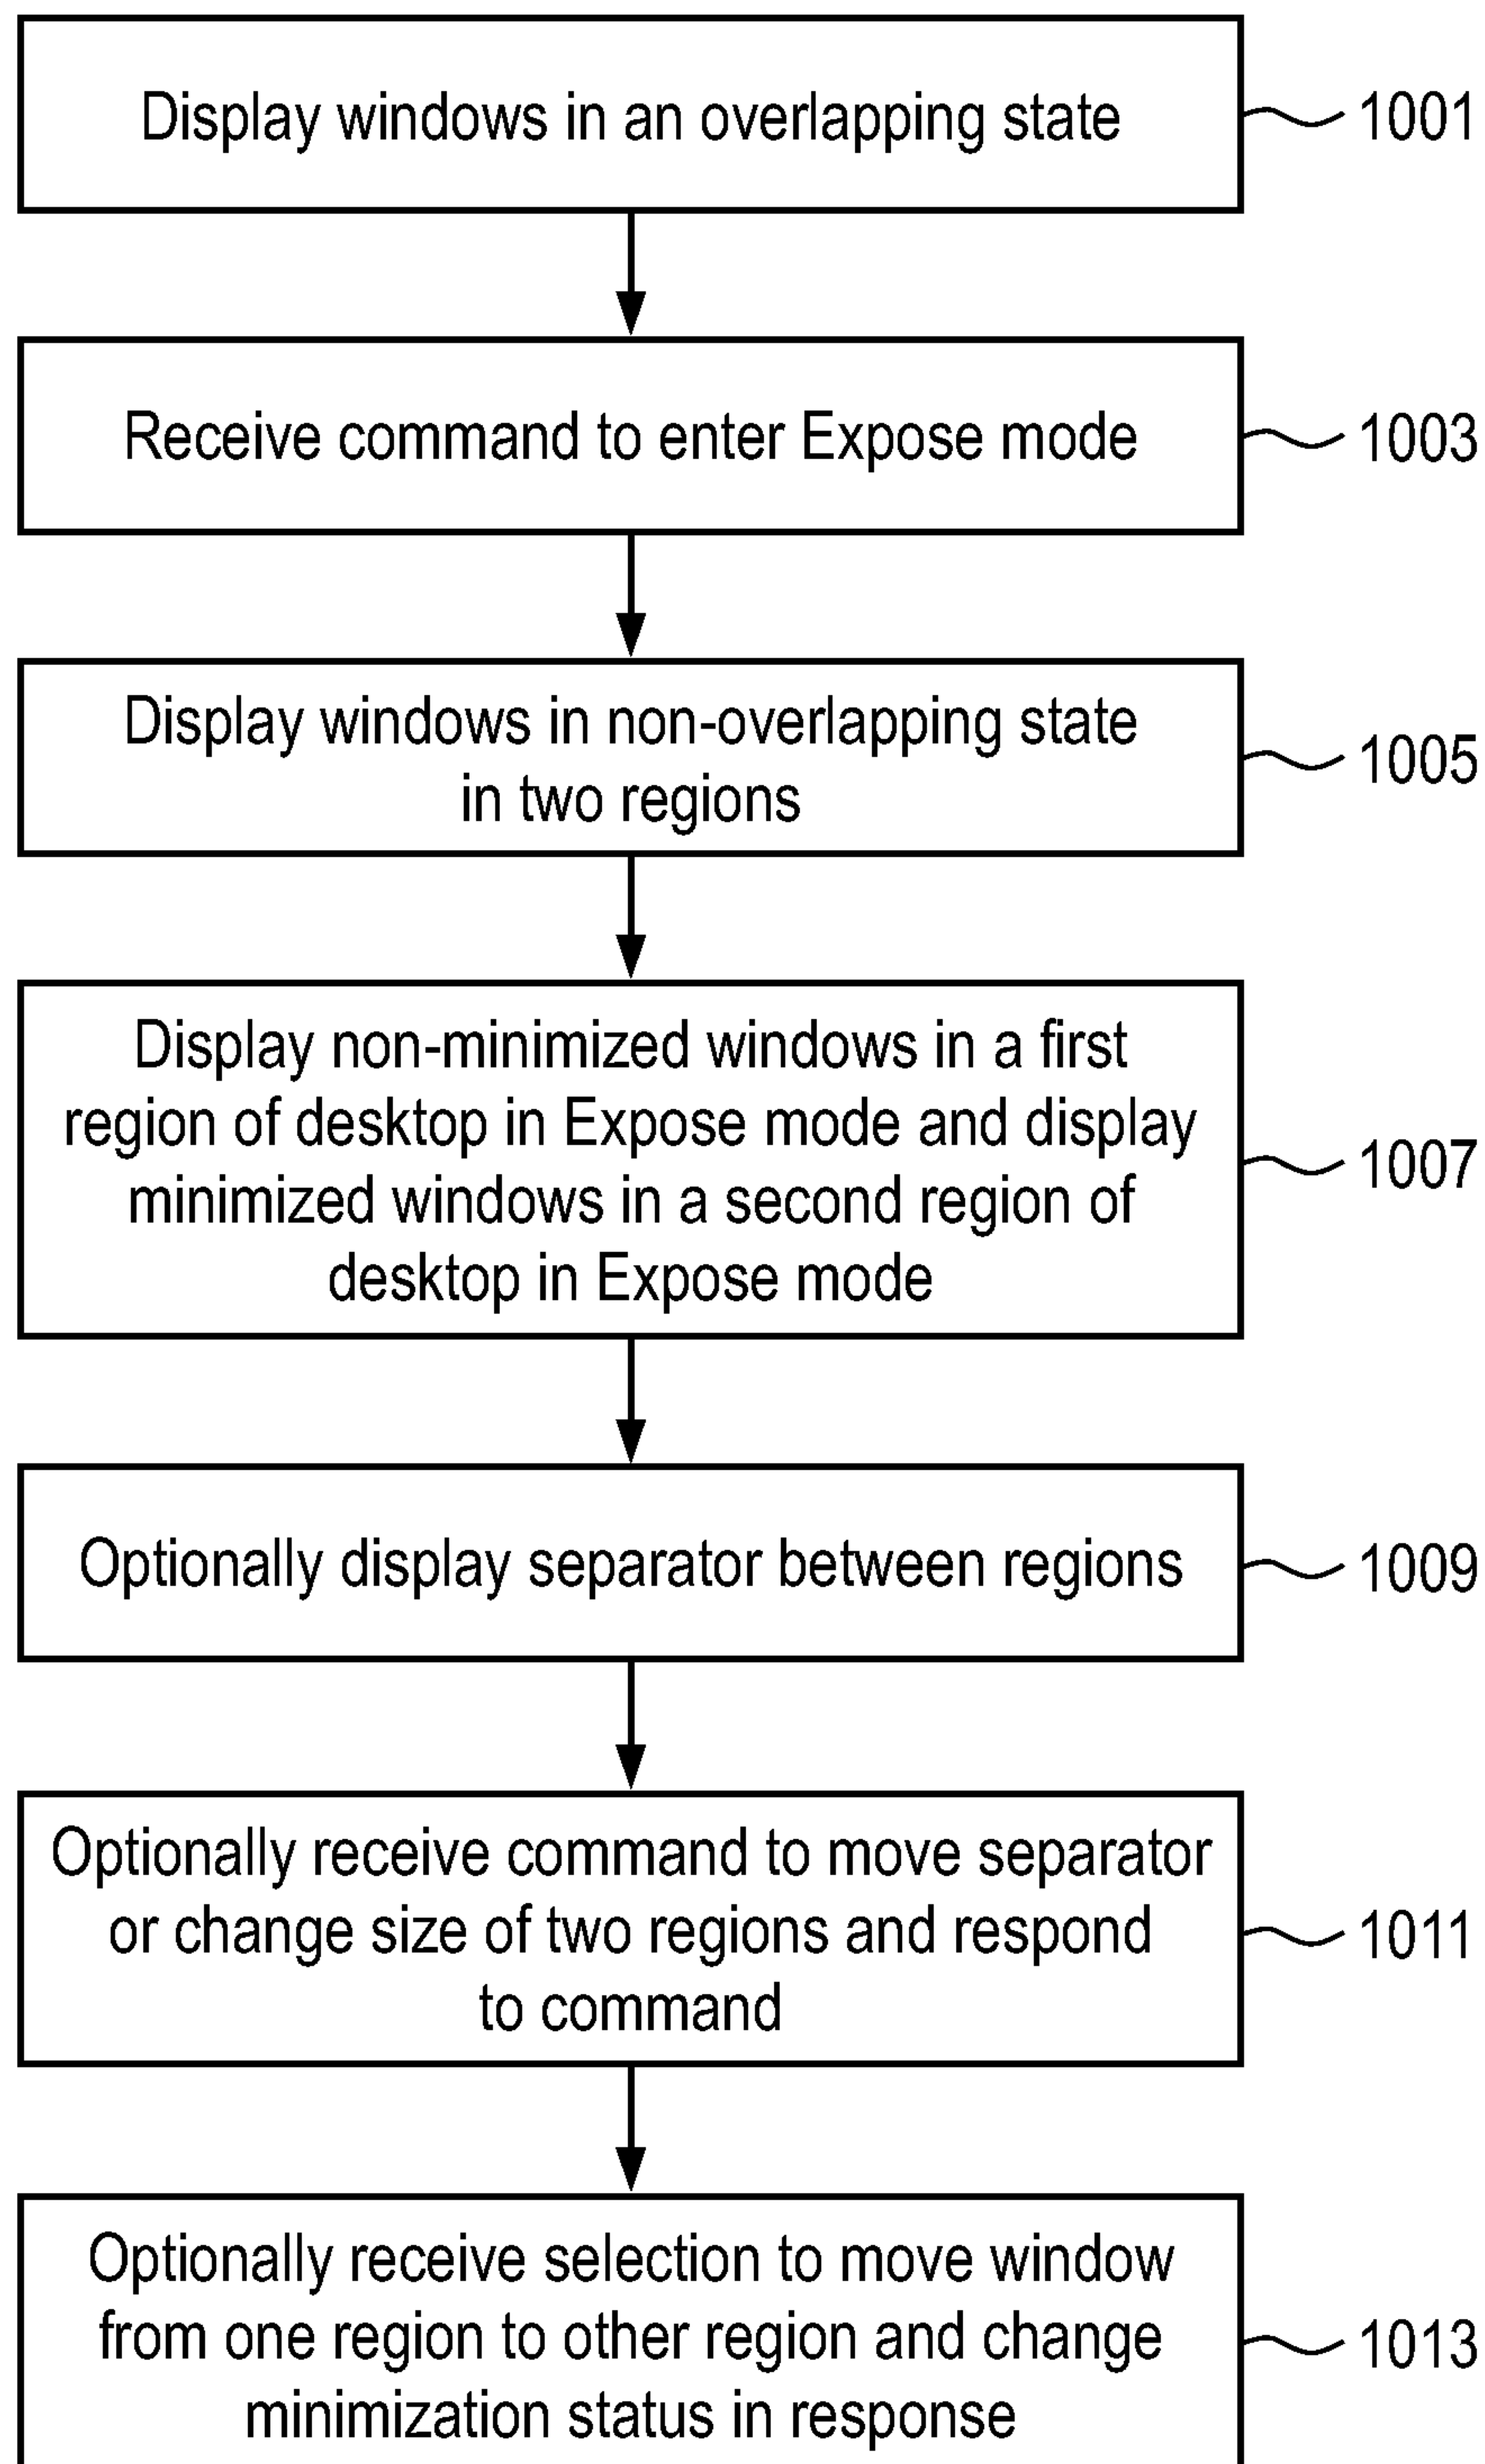 Display windows in an overlapping state
1001
Receive command to enter Expose mode
1003
Display windows in non-overlapping state
in two regions
1005
Display non-minimized windows in a first
region of desktop in Expose mode and display
minimized windows in a second region of
desktop in Expose mode
1007
Optionally display separator between regions
1009
Optionally receive command to move separator
or change size of two regions and respond
to command
1011
Optionally receive selection to move window
from one region to other region and change
minimization status in response
1013